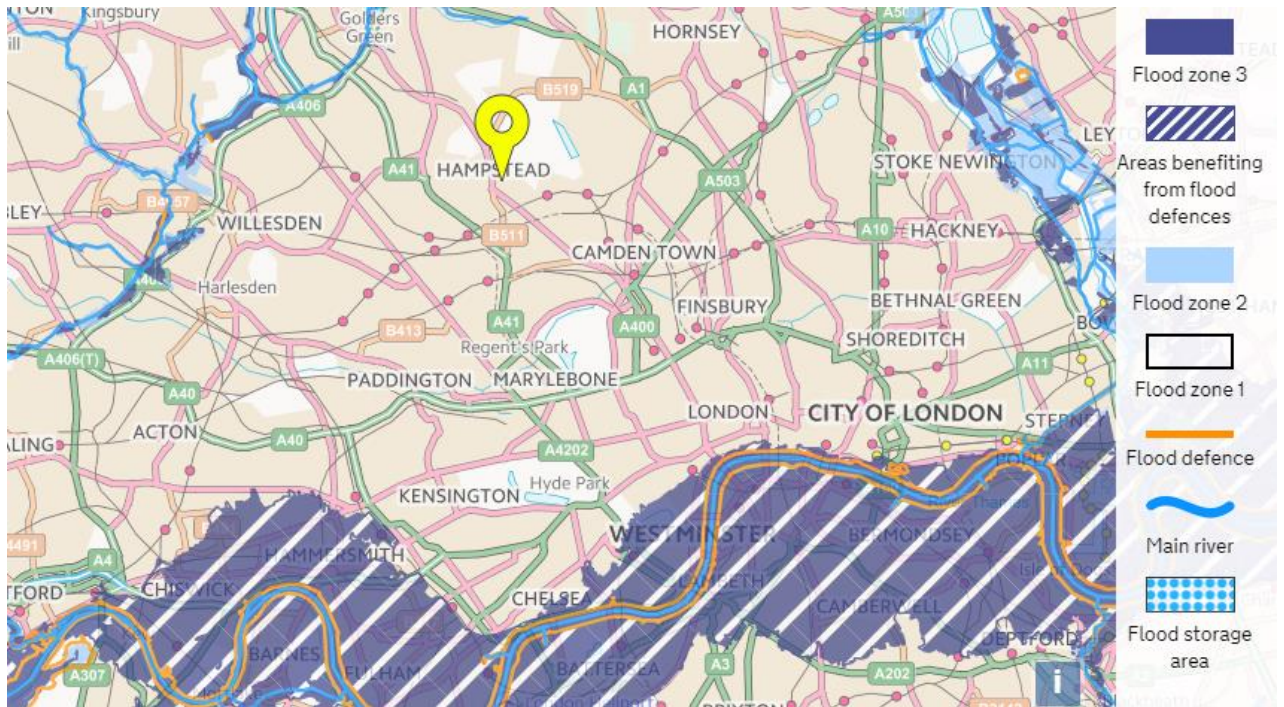 Kingsbury
Golders
Green
HORNSEY
A406
B519
A1
HAMPSTEAD
A41
A503
STOKE NEWINGTON
WILLESDEN
B511
A10
HACKNEY
CAMDEN TOWN
Harlesden
FINSBURY
BETHNAL GREEN
B413
A41
A400
SHOREDITCH
Regent's Park
A406(T)
A11
PADDINGTON
MARYLEBONE
A40
LONDON
CITY OF LONDON
ACTON
A40
A4202
KENSINGTON
Hyde Park
WESTMINSTER
BERMONDSEY
HAMMERSMITH
A4
CHISWICK
CHELSEA
LAMBETH
CAMBERWELL
DEPTFORD
BARNES
FULHAM
BATTERSEA
A307
A3
A202
i
Flood zone 3
Areas benefiting
from flood
defences
Flood zone 2
Flood zone 1
Flood defence
Main river
Flood storage
area